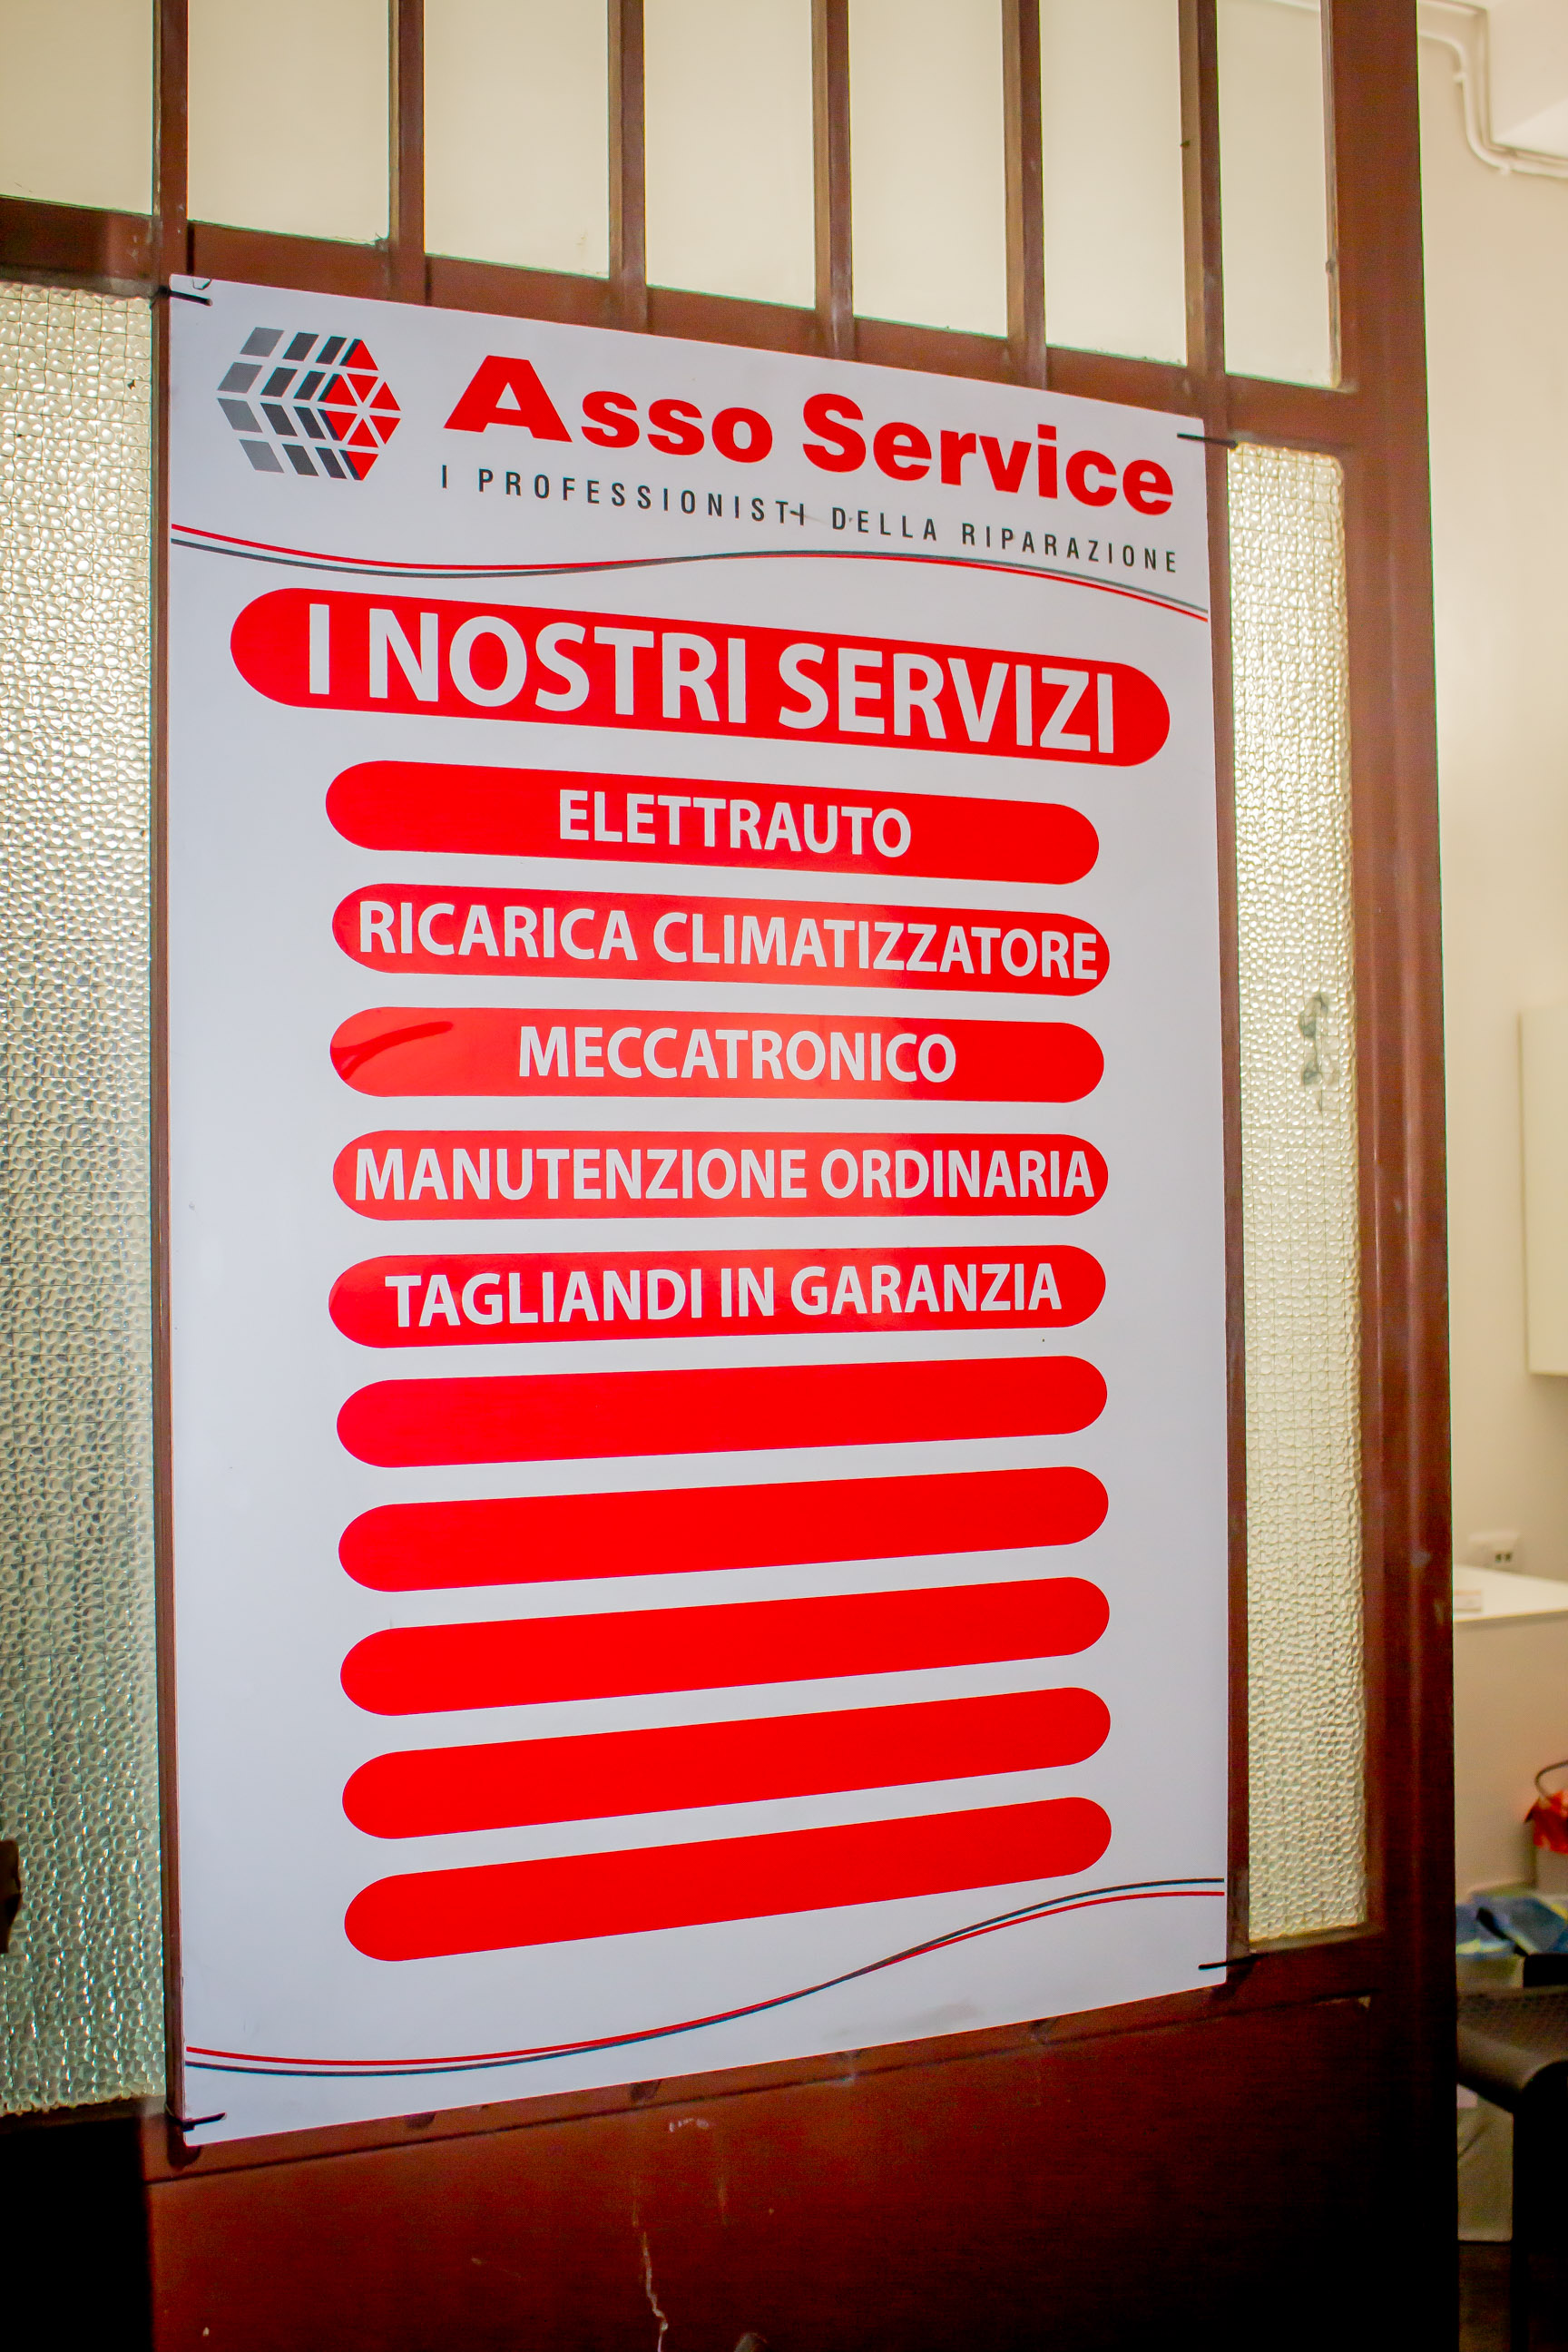 Asso Service
I PROFESSIONISTI DELLA RIPARAZIONE
I NOSTRI SERVIZI
ELETTRAUTO
RICARICA CLIMATIZZATORE
MECCATRONICO
MANUTENZIONE ORDINARIA
TAGLIANDI IN GARANZIA